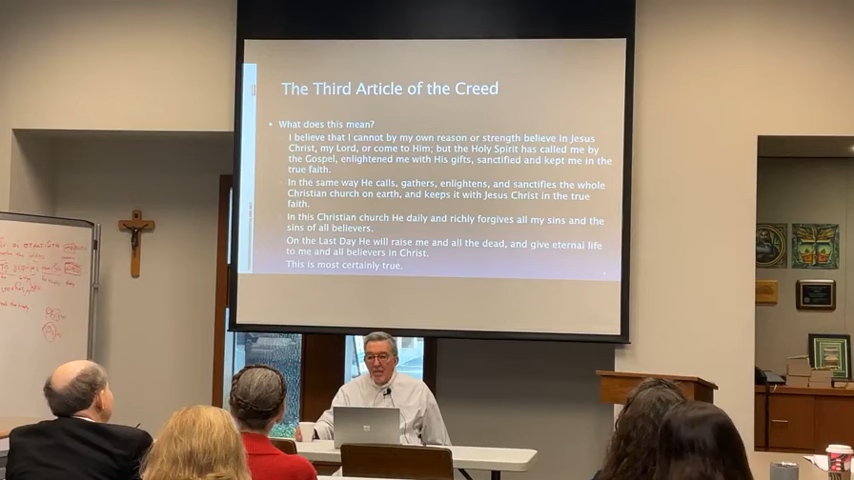 The Third Article of the Creed
• What does this mean?
I believe that I cannot by my own reason or strength believe in Jesus
Christ, my Lord, or come to Him; but the Holy Spirit has called me by
the Gospel, enlightened me with His gifts, sanctified and kept me in the
true faith.
In the same way He calls, gathers, enlightens, and sanctifies the whole
Christian church on earth, and keeps it with Jesus Christ in the true
faith.
In this Christian church He daily and richly forgives all my sins and the
sins of all believers.
On the Last Day He will raise me and all the dead, and give eternal life
to me and all believers in Christ.
This is most certainly true.